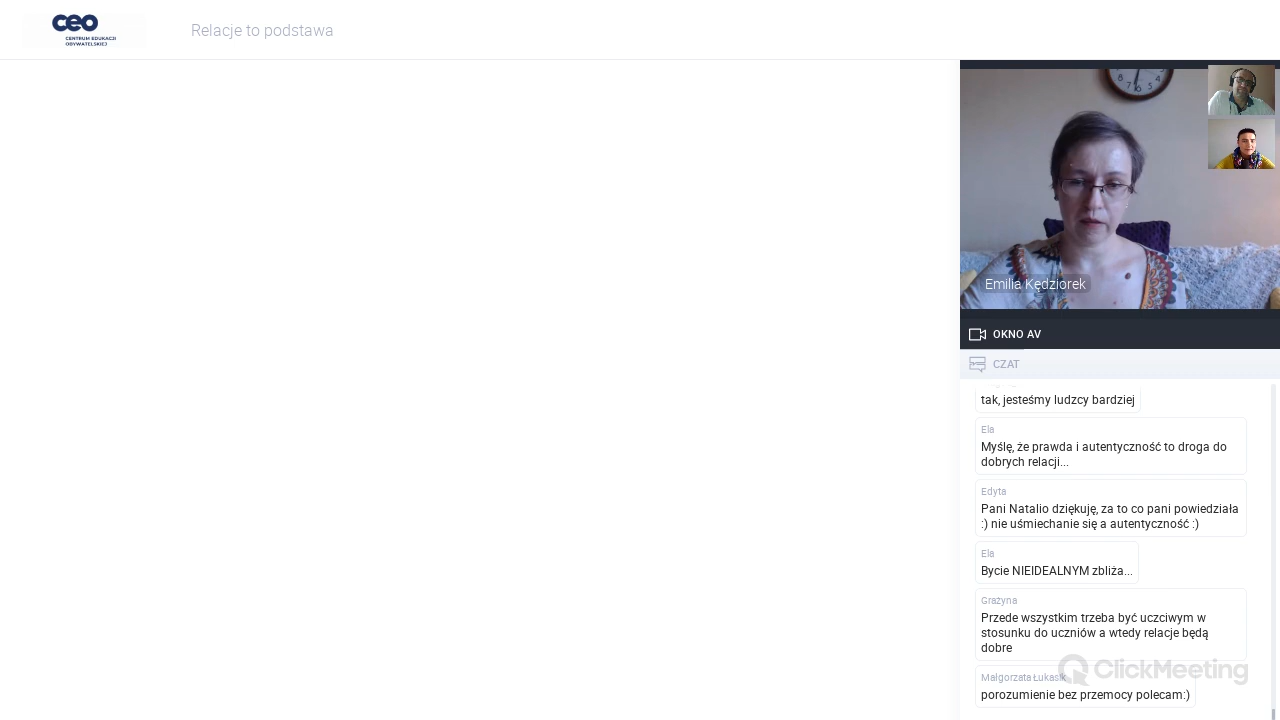 ceo
CENTRUM EDUKACJI
OBYWATELSKIEJ
Relacje to podstawa
Emilia Kędziorek
OKNO AV
CZAT
tak, jesteśmy ludzcy bardziej
Ela
Myślę, że prawda i autentyczność to droga do
dobrych relacji...
Edyta
Pani Natalio dziękuję, za to co pani powiedziała
:) nie uśmiechanie się a autentyczność :)
Ela
Bycie NIEIDEALNYM zbliża...
Grażyna
Przede wszystkim trzeba być uczciwym w
stosunku do uczniów a wtedy relacje będą
dobre
ClickMeeting
Małgorzata Łukasik
porozumienie bez przemocy polecam:)